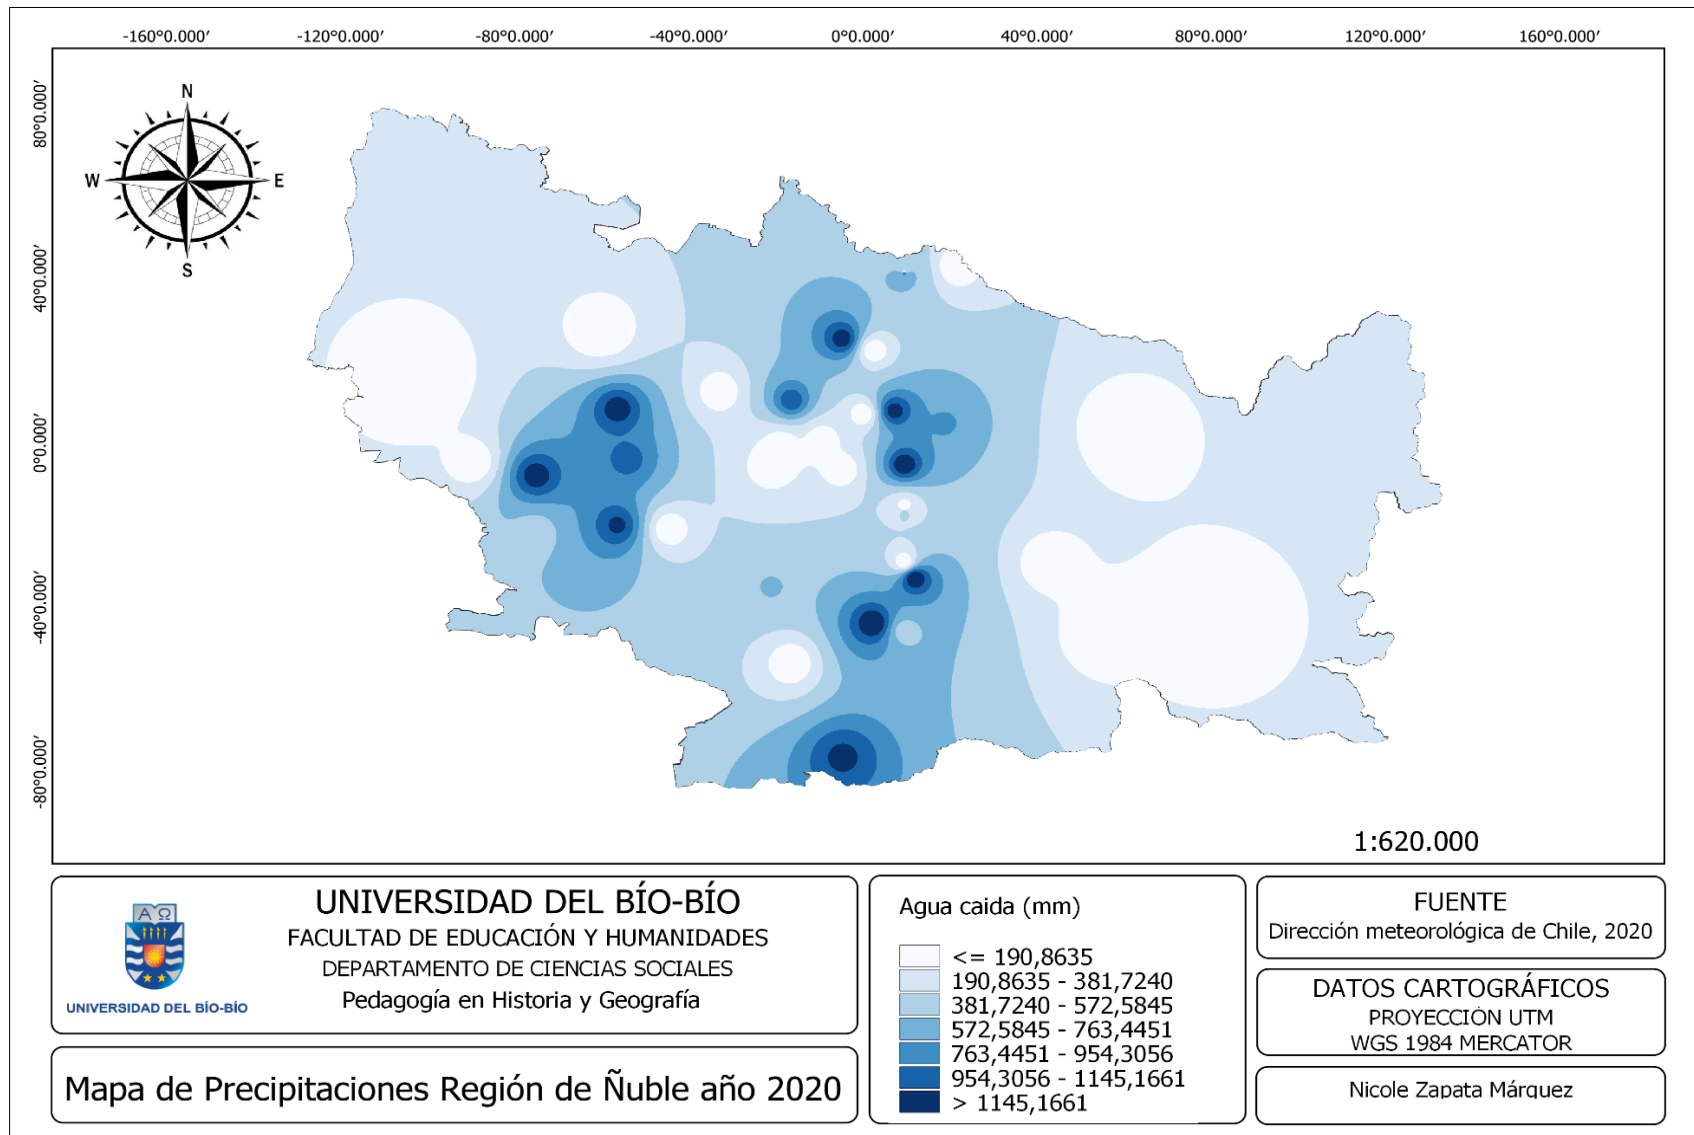 -160°0.000′ -120°0.000′ -80°0.000′ -40°0.000′ 0°0.000′ 40°0.000′ 80°0.000′ 120°0.000′ 160°0.000′
80°0.000′
40°0.000′
0°0.000′
-40°0.000′
-80°0.000′
N
W E
S
1:620.000
ΑΩ
UNIVERSIDAD DEL BÍO-BÍO
UNIVERSIDAD DEL BÍO-BÍO
FACULTAD DE EDUCACIÓN Y HUMANIDADES
DEPARTAMENTO DE CIENCIAS SOCIALES
Pedagogía en Historia y Geografía
Mapa de Precipitaciones Región de Ñuble año 2020
Agua caida (mm)
<= 190,8635
190,8635 - 381,7240
381,7240 - 572,5845
572,5845 - 763,4451
763,4451 - 954,3056
954,3056 - 1145,1661
> 1145,1661
FUENTE
Dirección meteorológica de Chile, 2020
DATOS CARTOGRÁFICOS
PROYECCIÓN UTM
WGS 1984 MERCATOR
Nicole Zapata Márquez